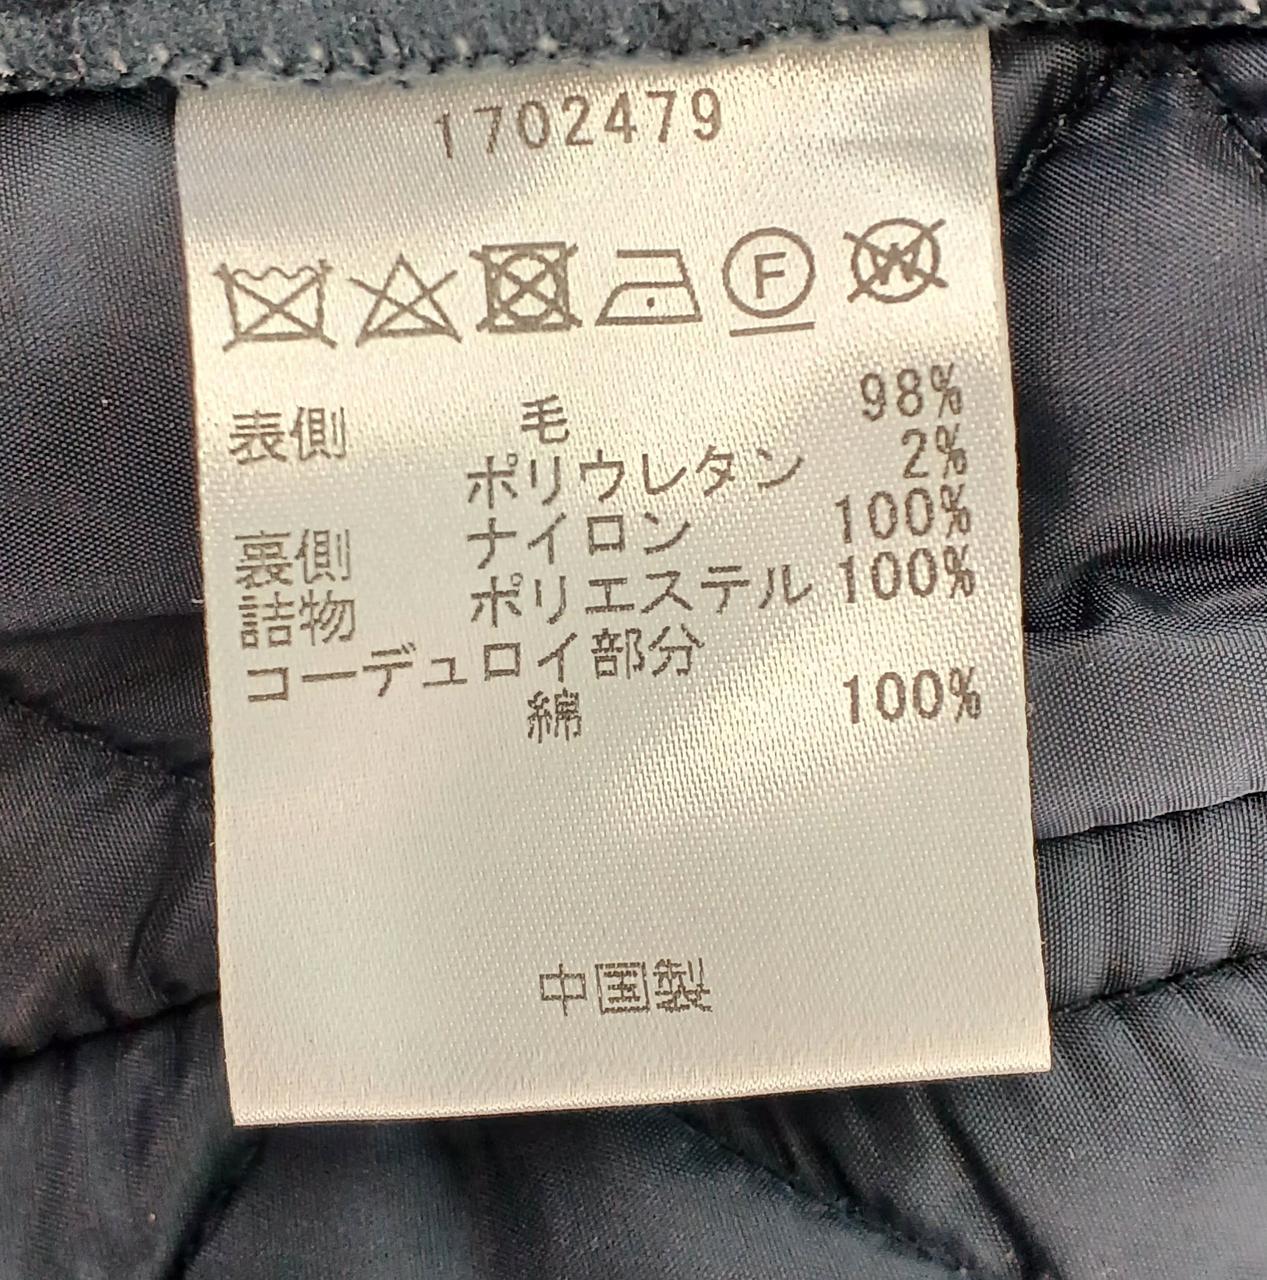 1702479
F W
表側 毛 98%
ポリウレタン 2%
裏側 ナイロン 100%
詰物 ポリエステル 100%
コーデュロイ部分
綿 100%
中国製